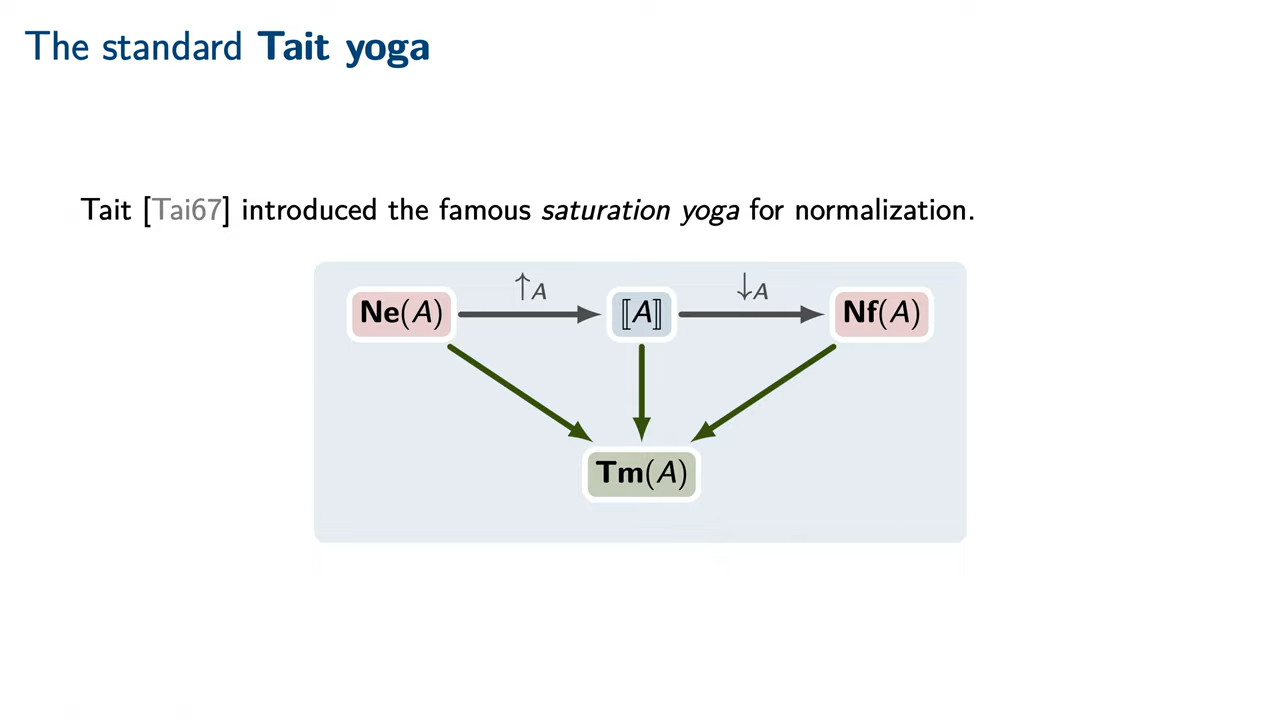 The standard Tait yoga
Tait [Tai67] introduced the famous saturation yoga for normalization.
↑A ↓A
Ne(A) ⟦A⟧ Nf(A)
Tm(A)